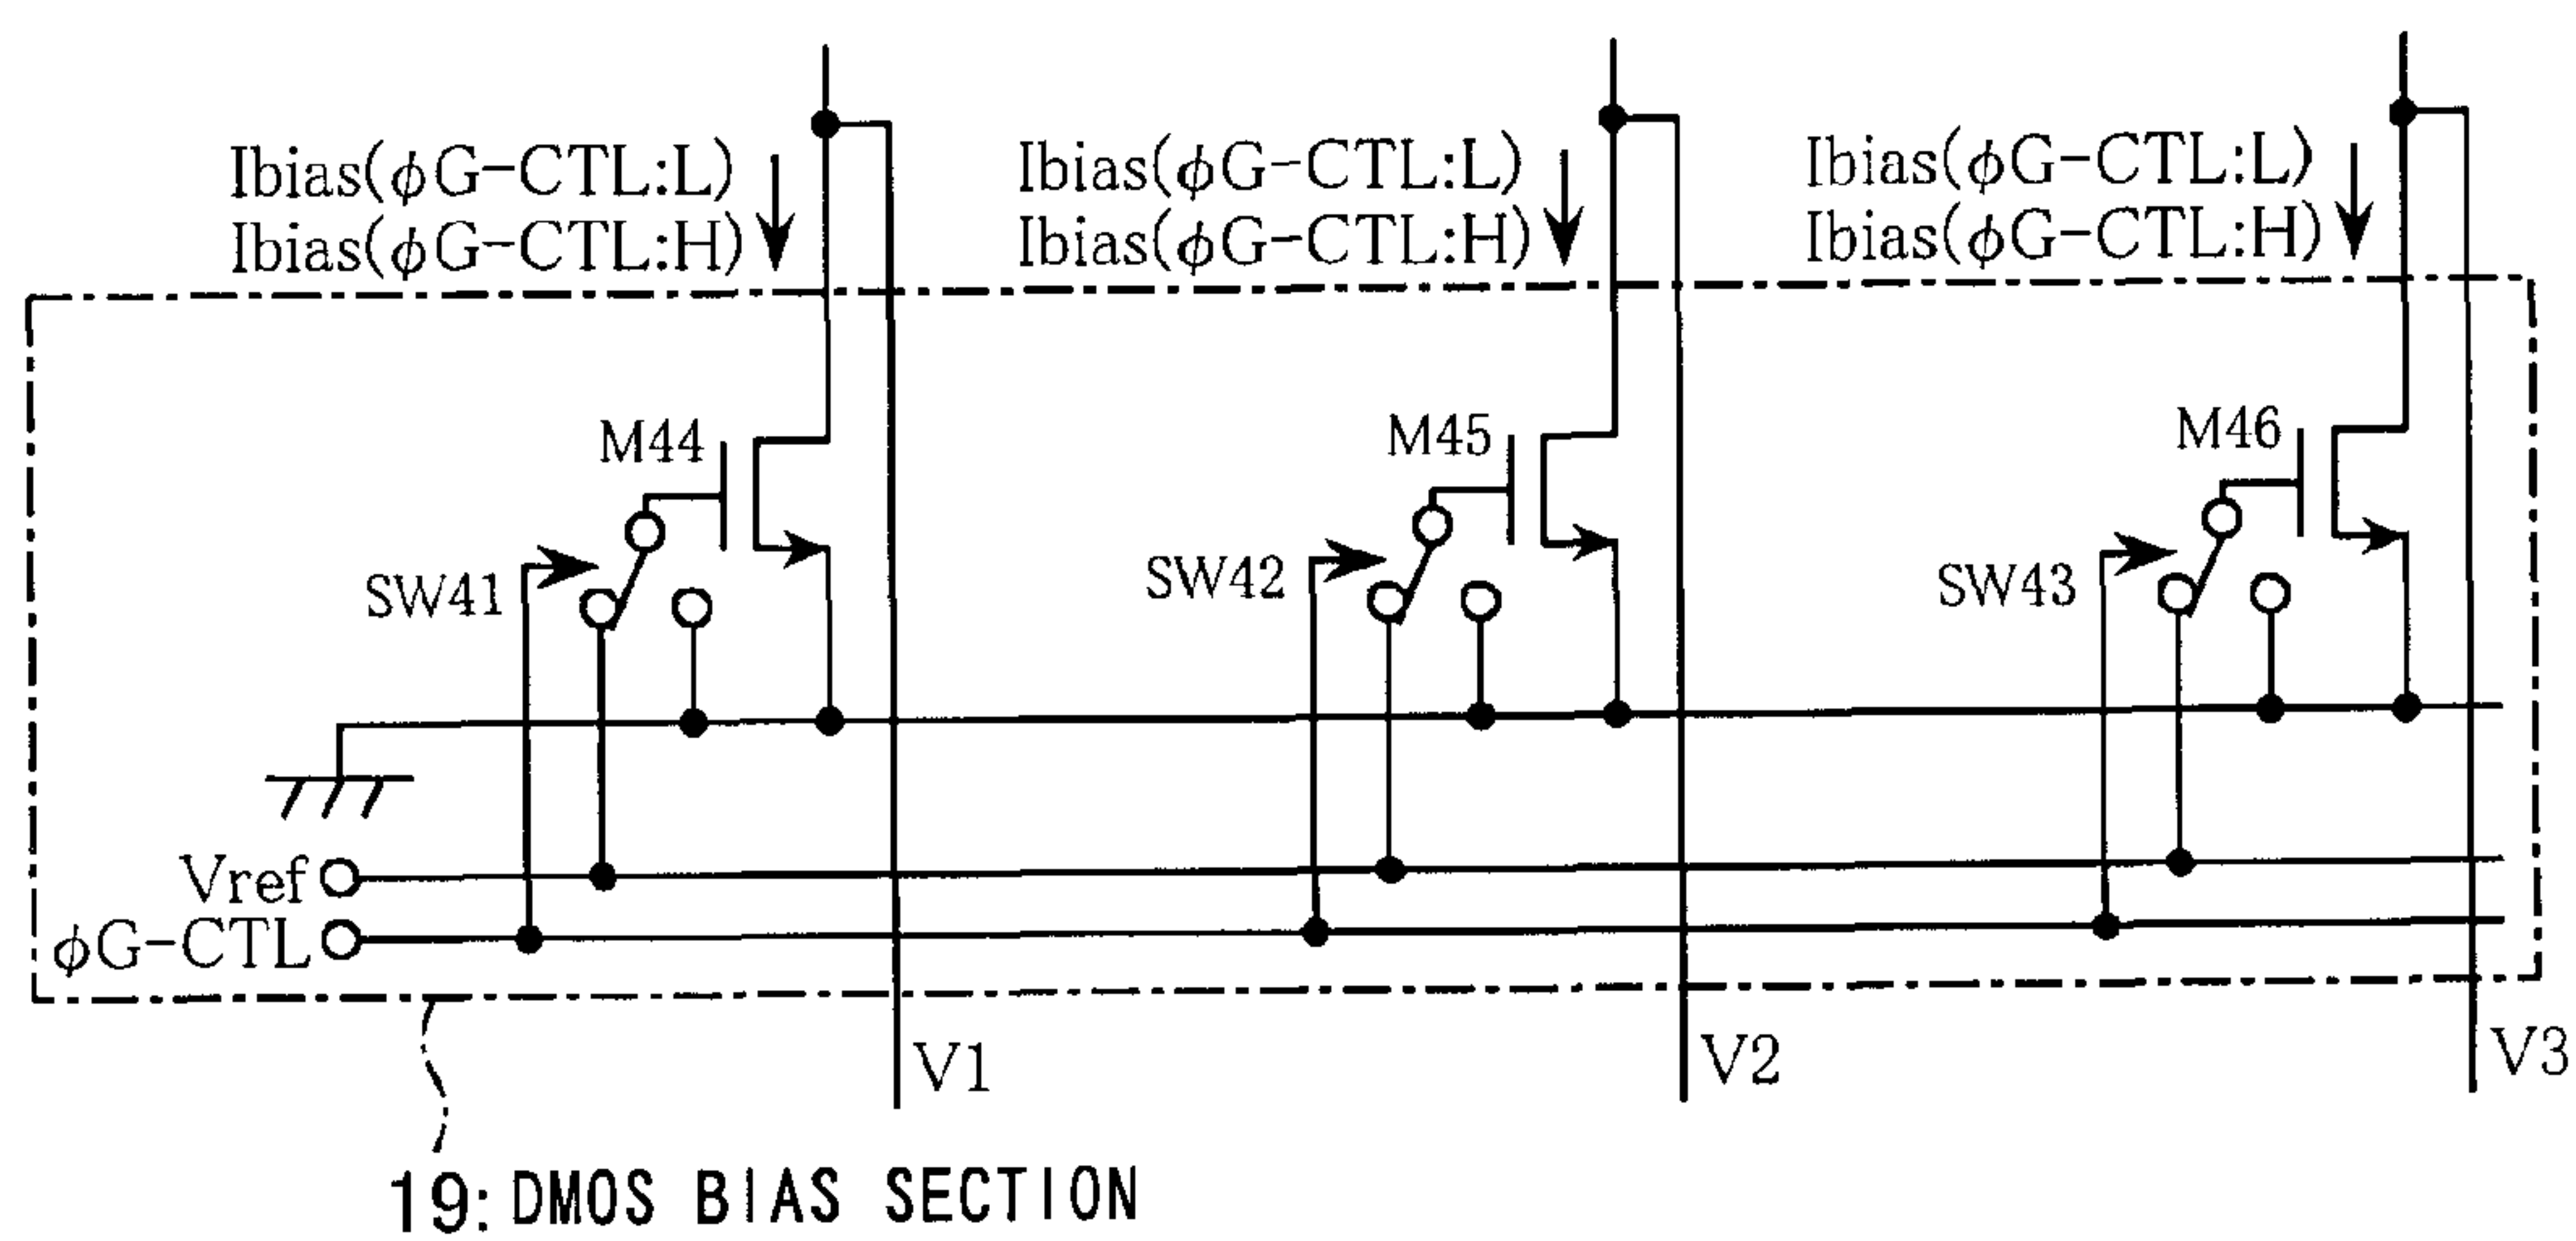 Ibias(φG-CTL:L)
Ibias(φG-CTL:H)
Ibias(φG-CTL:L)
Ibias(φG-CTL:H)
Ibias(φG-CTL:L)
Ibias(φG-CTL:H)
M44
M45
M46
SW41
SW42
SW43
Vref
φG-CTL
V1
V2
V3
19: DMOS BIAS SECTION